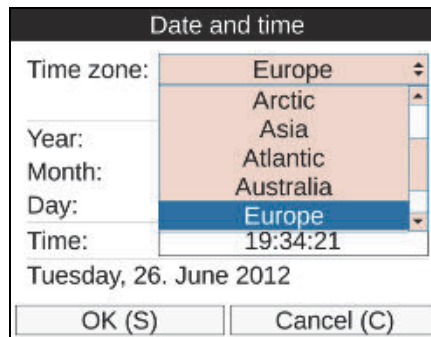 Date and time
Time zone: Europe
Arctic
Asia
Year:
Atlantic
Month:
Australia
Day:
Europe
Time: 19:34:21
Tuesday, 26. June 2012
OK (S) Cancel (C)